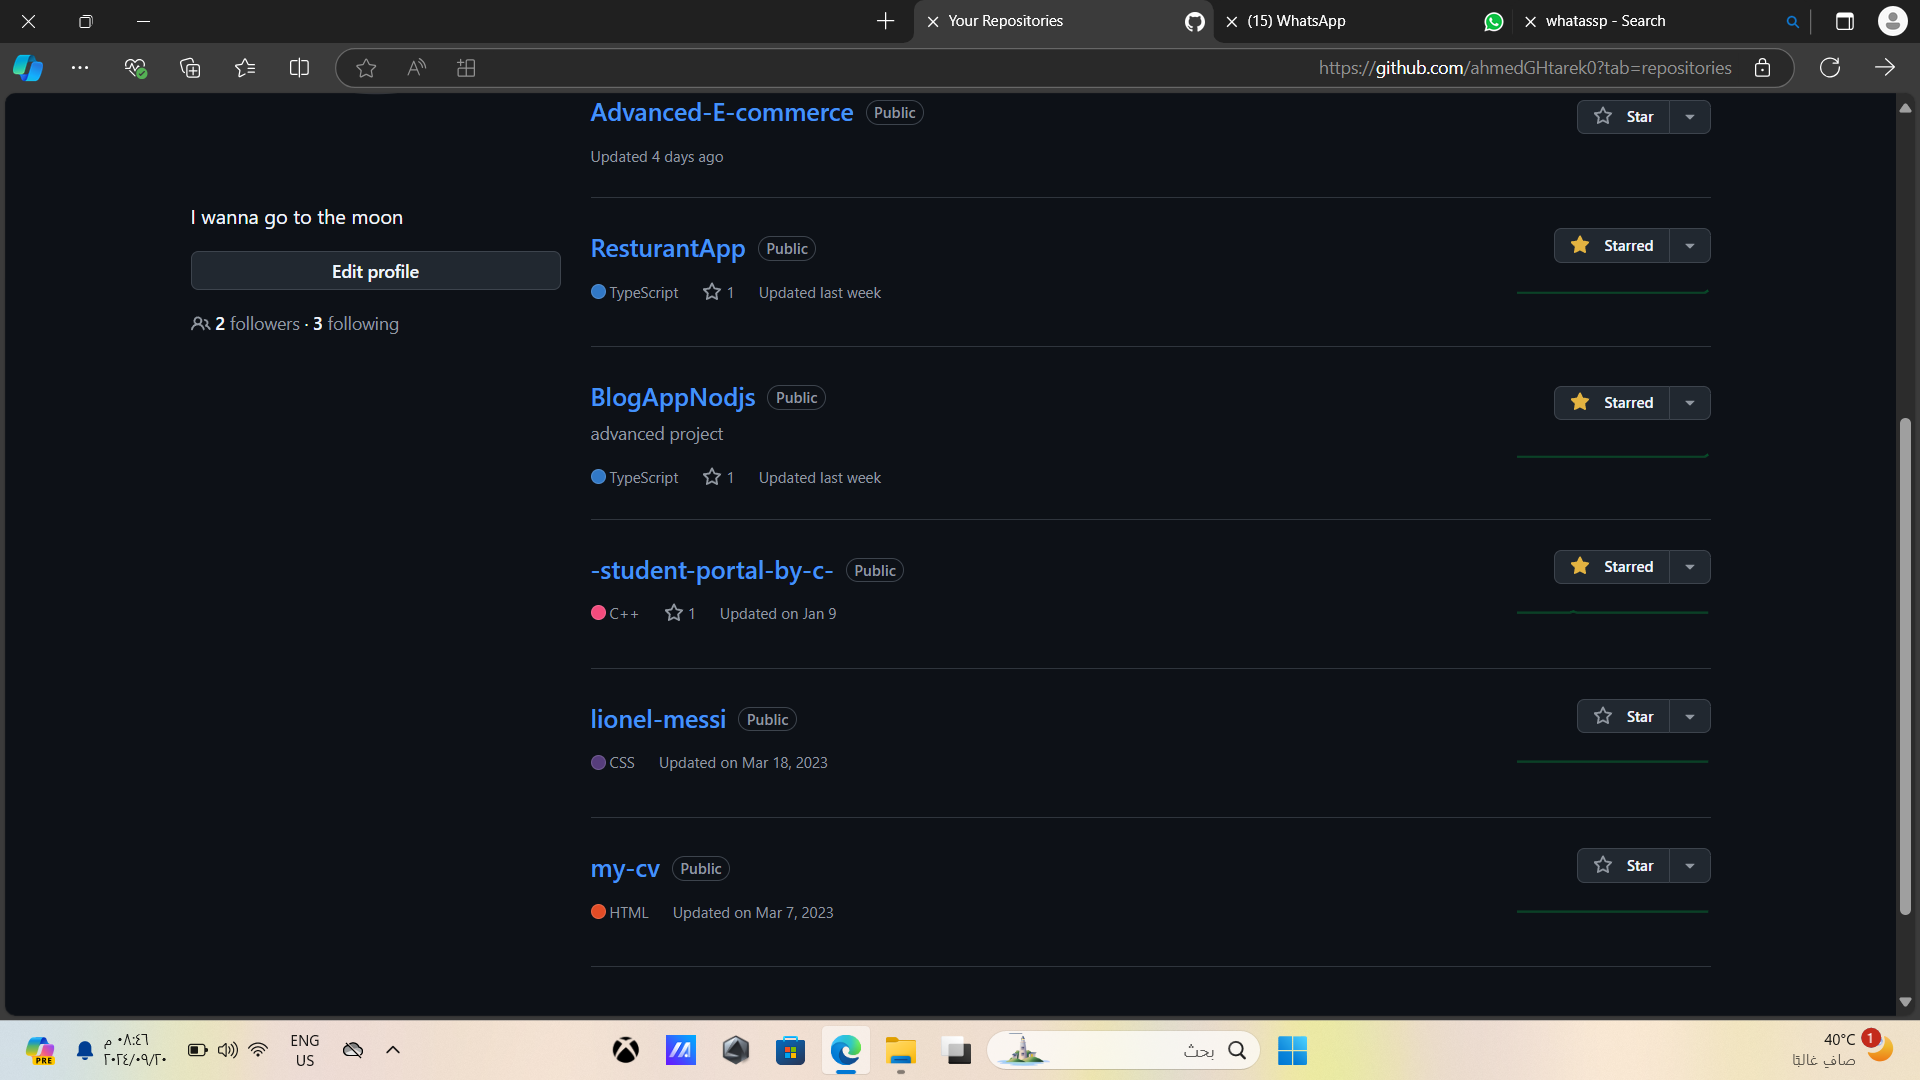 Your Repositories
(15) WhatsApp
whatassp - Search
https://github.com/ahmedGHtarek0?tab=repositories
I wanna go to the moon
Edit profile
2 followers · 3 following
Advanced-E-commerce Public
Star
Updated 4 days ago
ResturantApp Public
Starred
TypeScript 1 Updated last week
BlogAppNodjs Public
Starred
advanced project
TypeScript 1 Updated last week
-student-portal-by-c- Public
Starred
C++ 1 Updated on Jan 9
lionel-messi Public
Star
CSS Updated on Mar 18, 2023
my-cv Public
Star
HTML Updated on Mar 7, 2023
PRE
٠٨:٤٦ م
٢٠٢٤/٠٩/٢٠
ENG
US
بحث
40°C
صافٍ غالبًا
1